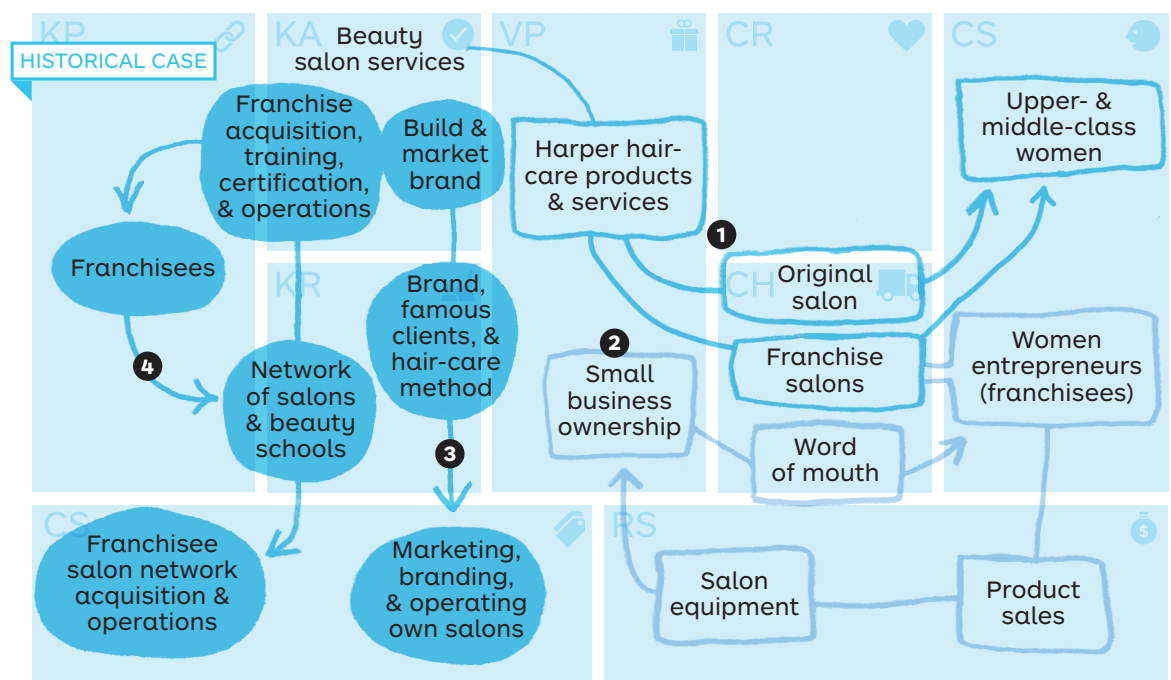 KP
HISTORICAL CASE
KA
Beauty
salon services
VP
CR
CS
Franchise
acquisition,
training,
certification,
& operations
Build &
market
brand
Harper hair-
care products
& services
Upper- &
middle-class
women
1
Franchisees
KR
Brand,
famous
clients, &
hair-care
method
CH
Original
salon
2
Small
business
ownership
Franchise
salons
Women
entrepreneurs
(franchisees)
4
Network
of salons
& beauty
schools
3
Word
of mouth
CS
Franchisee
salon network
acquisition &
operations
Marketing,
branding,
& operating
own salons
RS
$
Salon
equipment
Product
sales